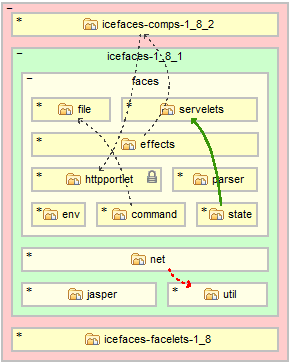 −
* icefaces-comps-1_8_2
−
icefaces-1_8_1
−
faces
* file * servelets
* effects
* httpportlet * parser
* env * command * state
* net
* jasper * util
* icefaces-facelets-1_8